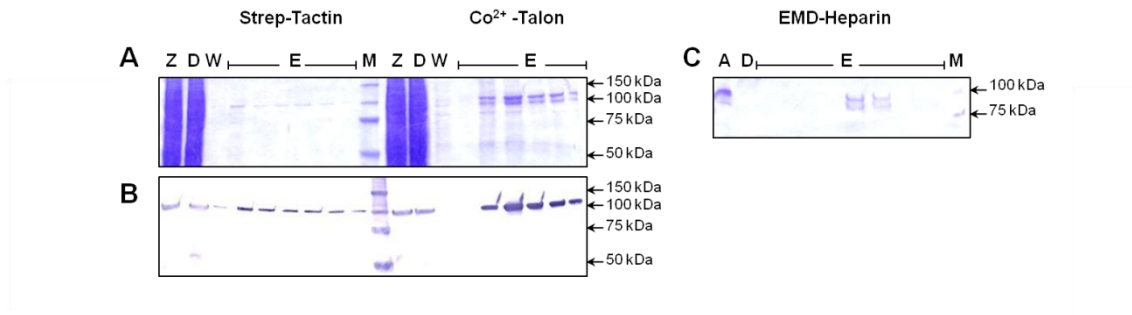 Strep-Tactin Co²⁺ -Talon EMD-Heparin
A Z D W E M Z D W E C A D E M
150 kDa
100 kDa
75 kDa
50 kDa
100 kDa
75 kDa
B
150 kDa
100 kDa
75 kDa
50 kDa